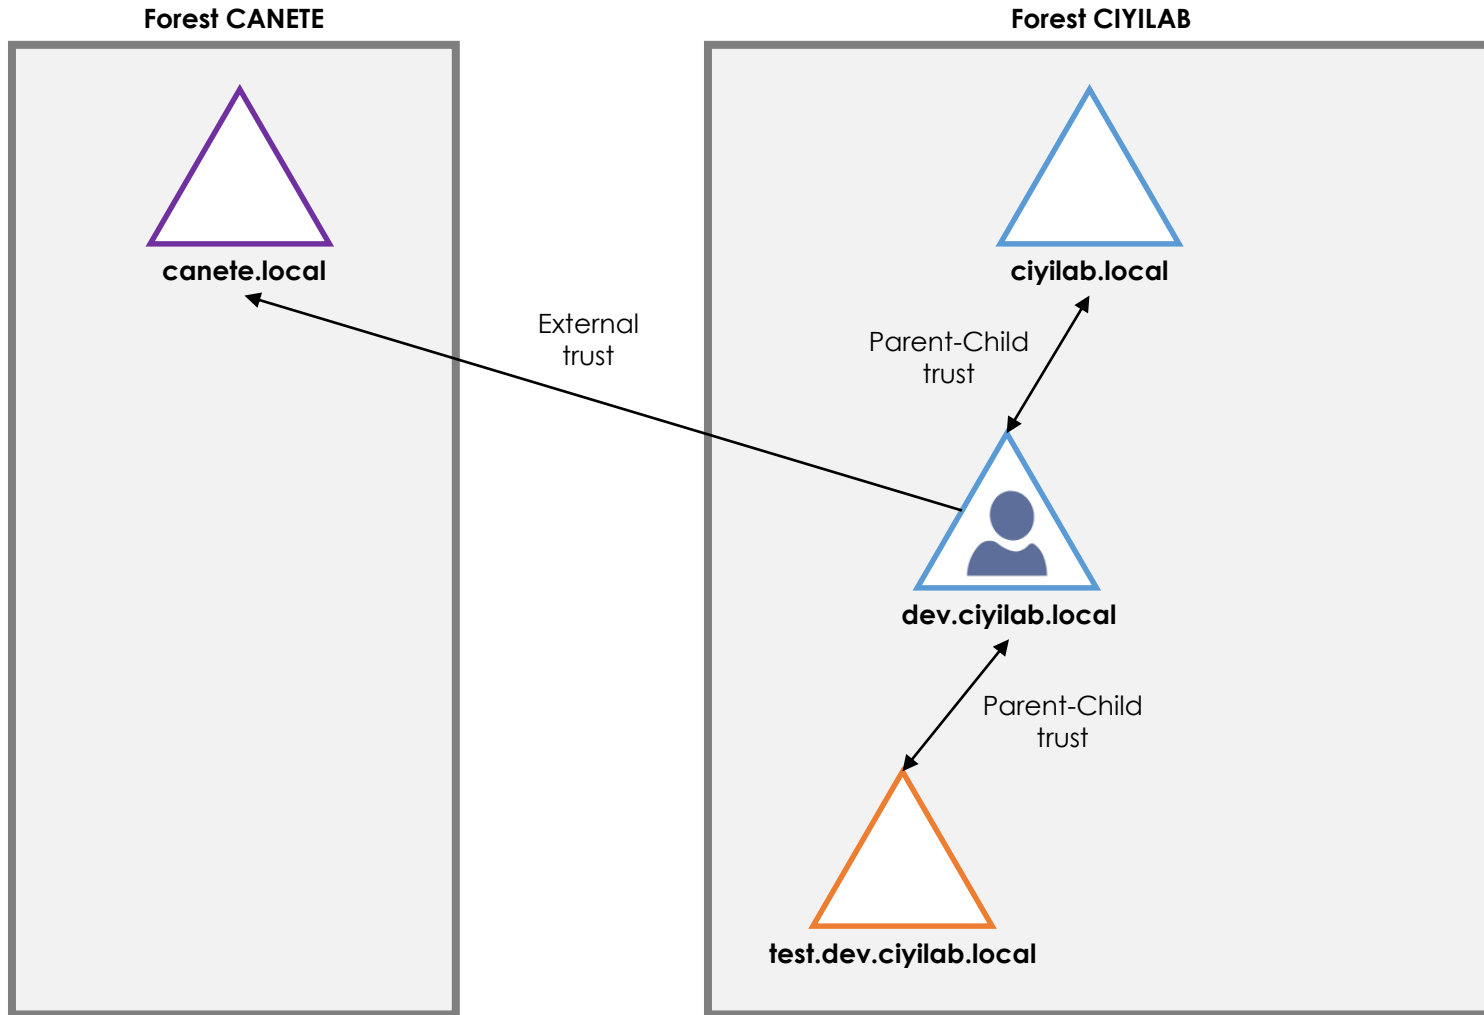 Forest CANETE
Forest CIYILAB
canete.local
ciyilab.local
External
trust
Parent-Child
trust
dev.ciyilab.local
Parent-Child
trust
test.dev.ciyilab.local